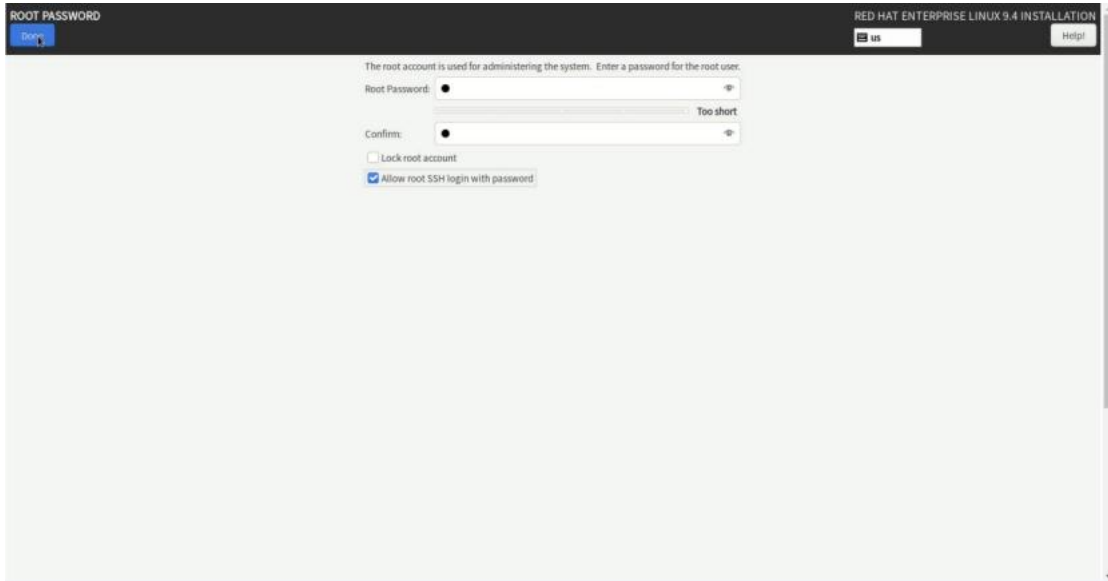 ROOT PASSWORD
RED HAT ENTERPRISE LINUX 9.4 INSTALLATION
Done
us
Help!
The root account is used for administering the system. Enter a password for the root user.
Root Password:
Too short
Confirm:
Lock root account
Allow root SSH login with password